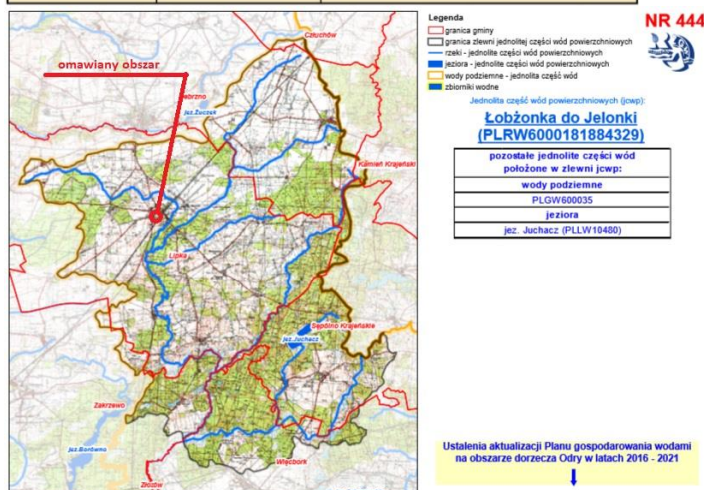 omawiany obszar
Człuchów
jez.Żuczek
Kamień Krajeński
Lipka
Sępólno Krajeńskie
jez.Juchacz
Zakrzewo
jez.Borówno
Więcbork
Legenda
granica gminy
granica zlewni jednolitej części wód powierzchniowych
rzeki - jednolite części wód powierzchniowych
jeziora - jednolite części wód powierzchniowych
wody podziemne - jednolita część wód
zbiorniki wodne
NR 444
Jednolita część wód powierzchniowych (jcwp):
Łobżonka do Jelonki
(PLRW6000181884329)
pozostałe jednolite części wód
położone w zlewni jcwp:
wody podziemne
PLGW600035
jeziora
jez. Juchacz (PLLW10480)
Ustalenia aktualizacji Planu gospodarowania wodami
na obszarze dorzecza Odry w latach 2016 - 2021